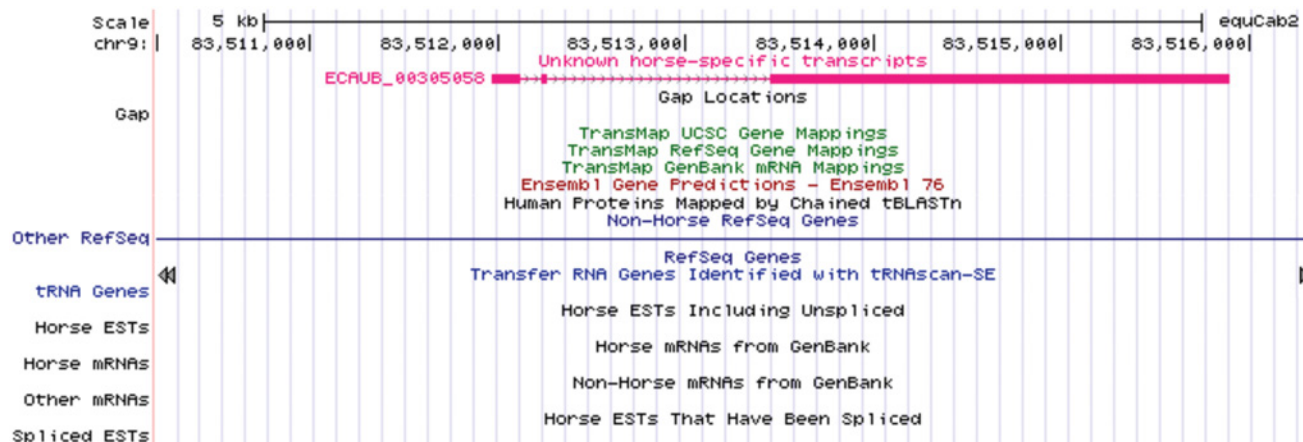 Scale 5 kb equCab2
chr9: 83,511,000 83,512,000 83,513,000 83,514,000 83,515,000 83,516,000
Unknown horse-specific transcripts
ECAUB_00305058
Gap Locations
Gap
TransMap UCSC Gene Mappings
TransMap RefSeq Gene Mappings
TransMap GenBank mRNA Mappings
Ensembl Gene Predictions - Ensembl 76
Human Proteins Mapped by Chained tBLASTn
Non-Horse RefSeq Genes
Other RefSeq
RefSeq Genes
Transfer RNA Genes Identified with tRNAscan-SE
tRNA Genes
Horse ESTs Including Unspliced
Horse ESTs
Horse mRNAs from GenBank
Horse mRNAs
Non-Horse mRNAs from GenBank
Other mRNAs
Horse ESTs That Have Been Spliced
Spliced ESTs